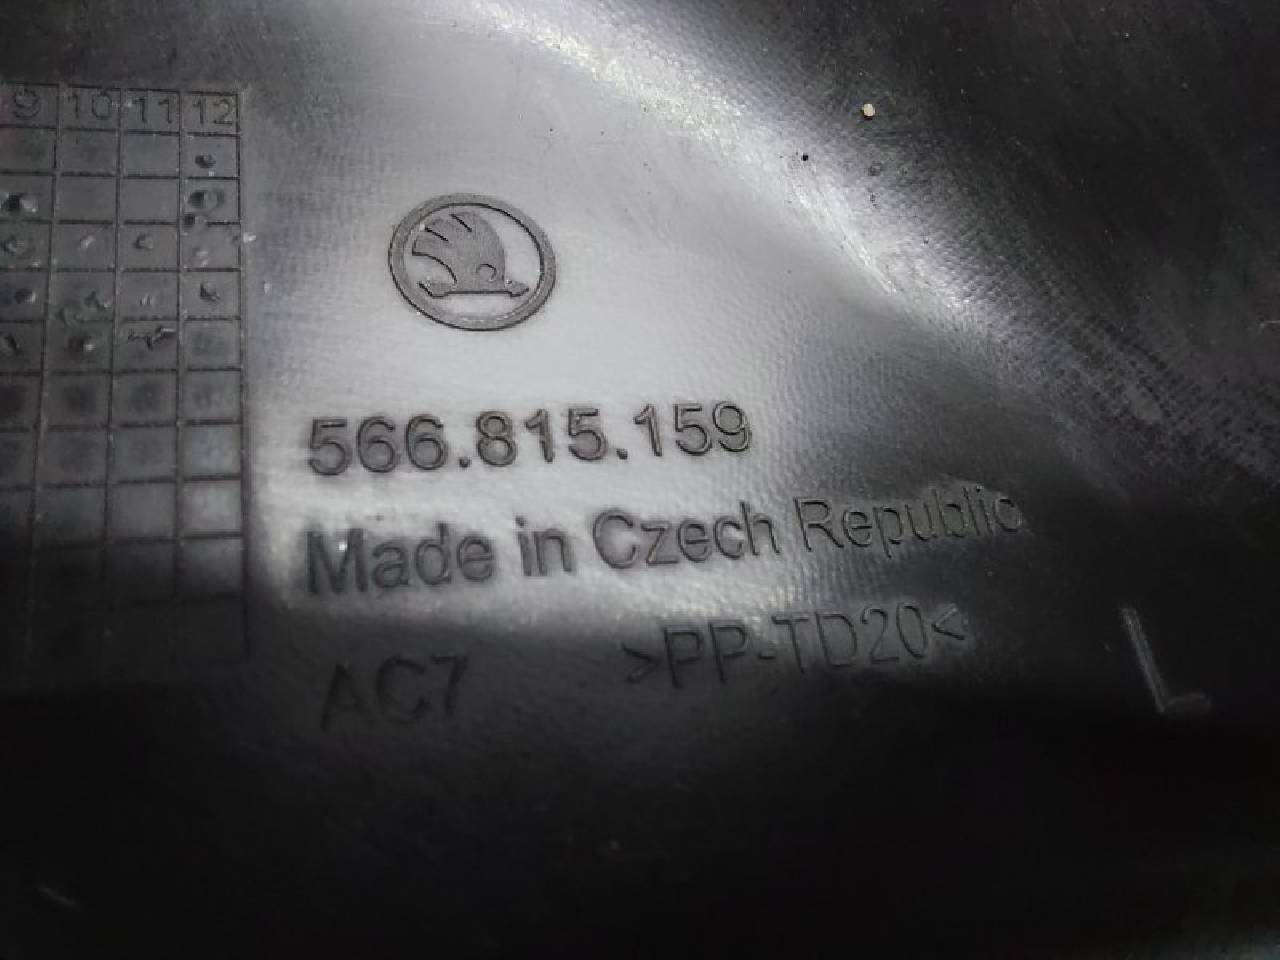 9 10 11 12
566.815.159
Made in Czech Republic
AC7 >PP-TD20<
L